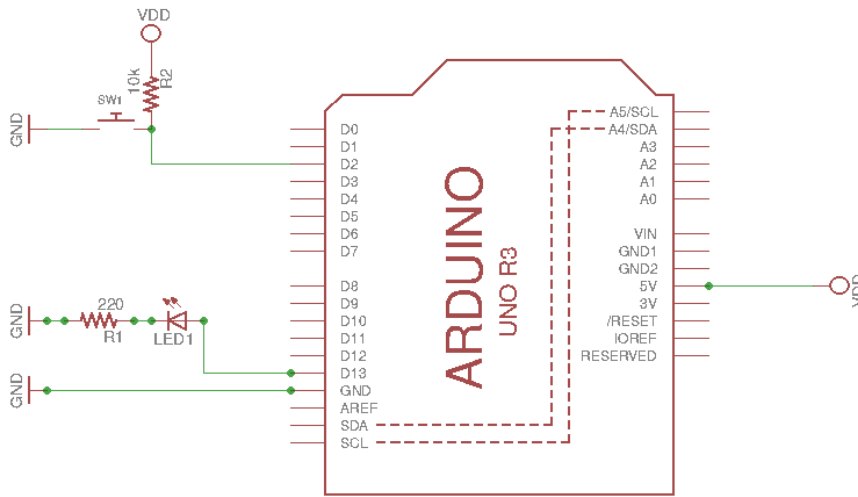 VDD
10k
R2
SW1
GND
D0
D1
D2
D3
D4
D5
D6
D7
D8
D9
D10
D11
D12
D13
GND
AREF
SDA
SCL
ARDUINO
UNO R3
A5/SCL
A4/SDA
A3
A2
A1
A0
VIN
GND1
GND2
5V
3V
/RESET
IOREF
RESERVED
VDD
220
GND
R1
LED1
GND